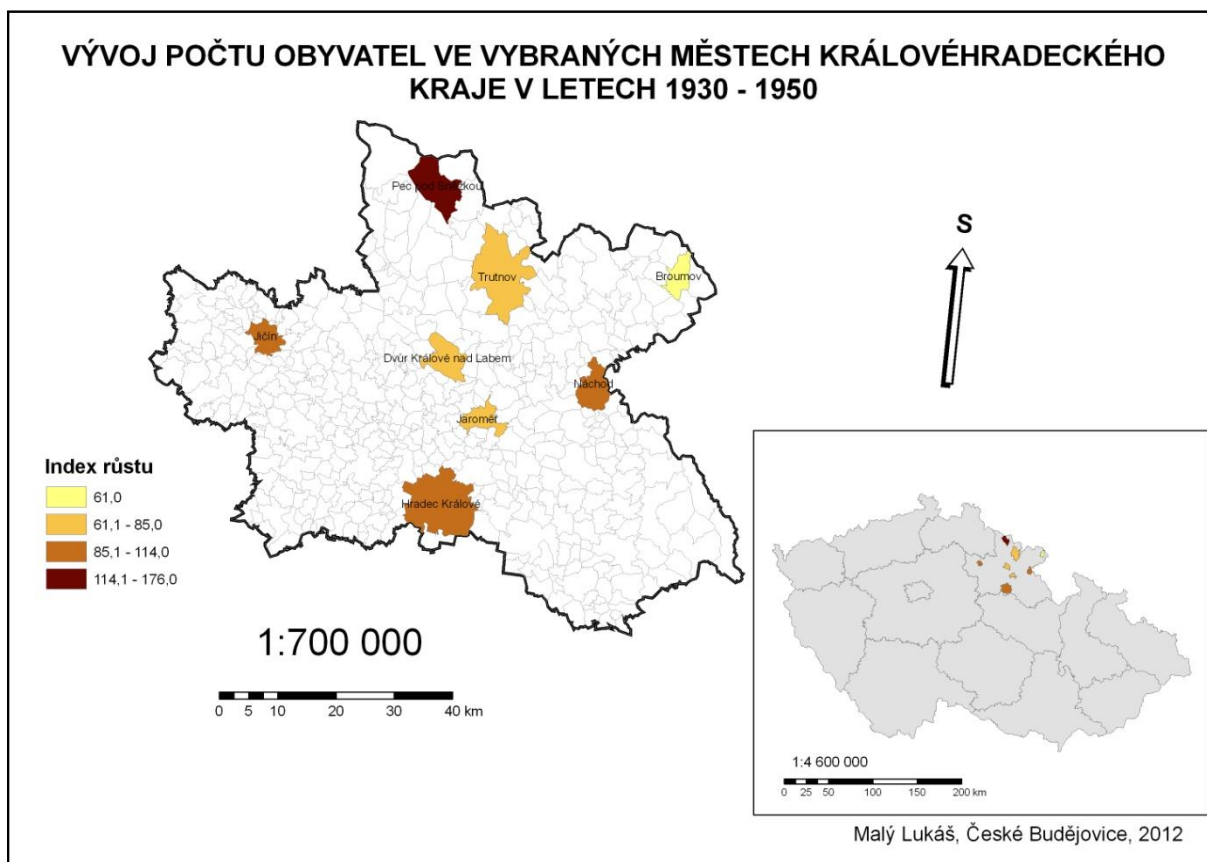 VÝVOJ POČTU OBYVATEL VE VYBRANÝCH MĚSTECH KRÁLOVÉHRADECKÉHO
KRAJE V LETECH 1930 - 1950
Pec pod Sněžkou
S
Trutnov
Broumov
Jičín
Dvůr Králové nad Labem
Náchod
Jaroměř
Hradec Králové
Index růstu
61,0
61,1 - 85,0
85,1 - 114,0
114,1 - 176,0
1:700 000
0 5 10 20 30 40 km
1:4 600 000
0 25 50 100 150 200 km
Malý Lukáš, České Budějovice, 2012